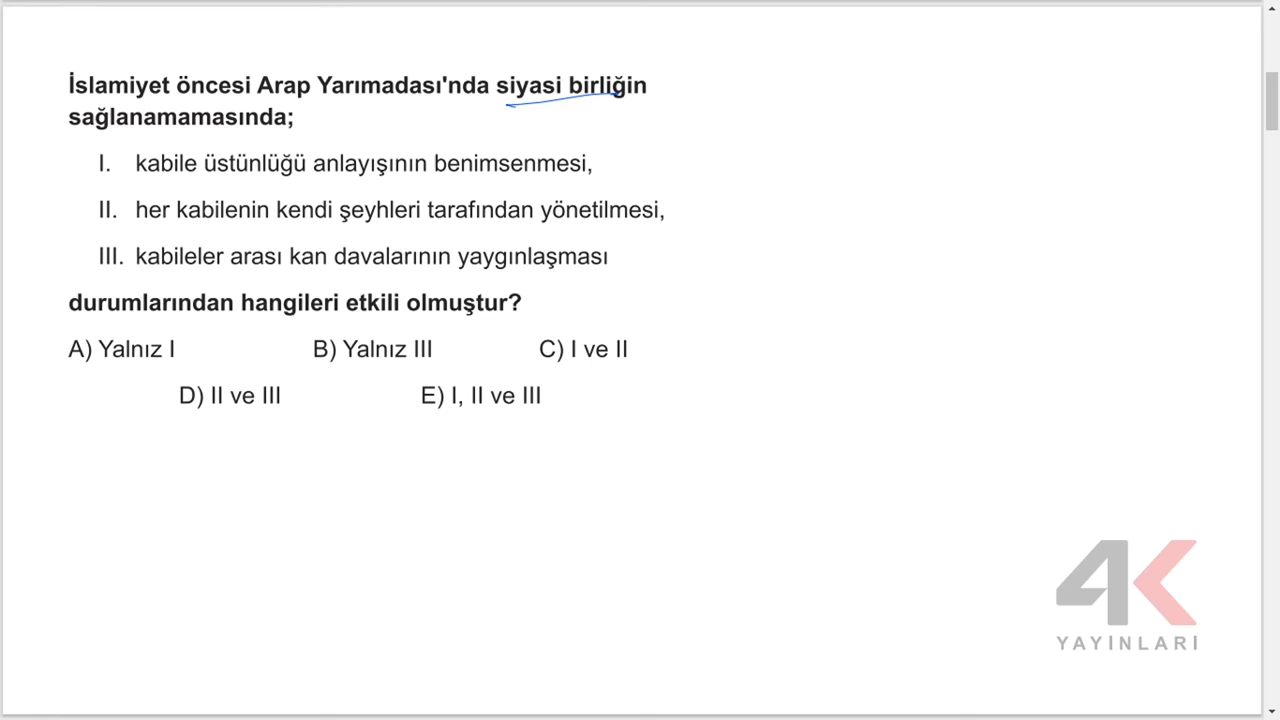 İslamiyet öncesi Arap Yarımadası'nda siyasi birliğin
sağlanamamasında;
I. kabile üstünlüğü anlayışının benimsenmesi,
II. her kabilenin kendi şeyhleri tarafından yönetilmesi,
III. kabileler arası kan davalarının yaygınlaşması
durumlarından hangileri etkili olmuştur?
A) Yalnız I B) Yalnız III C) I ve II
D) II ve III E) I, II ve III
4K
YAYINLARI